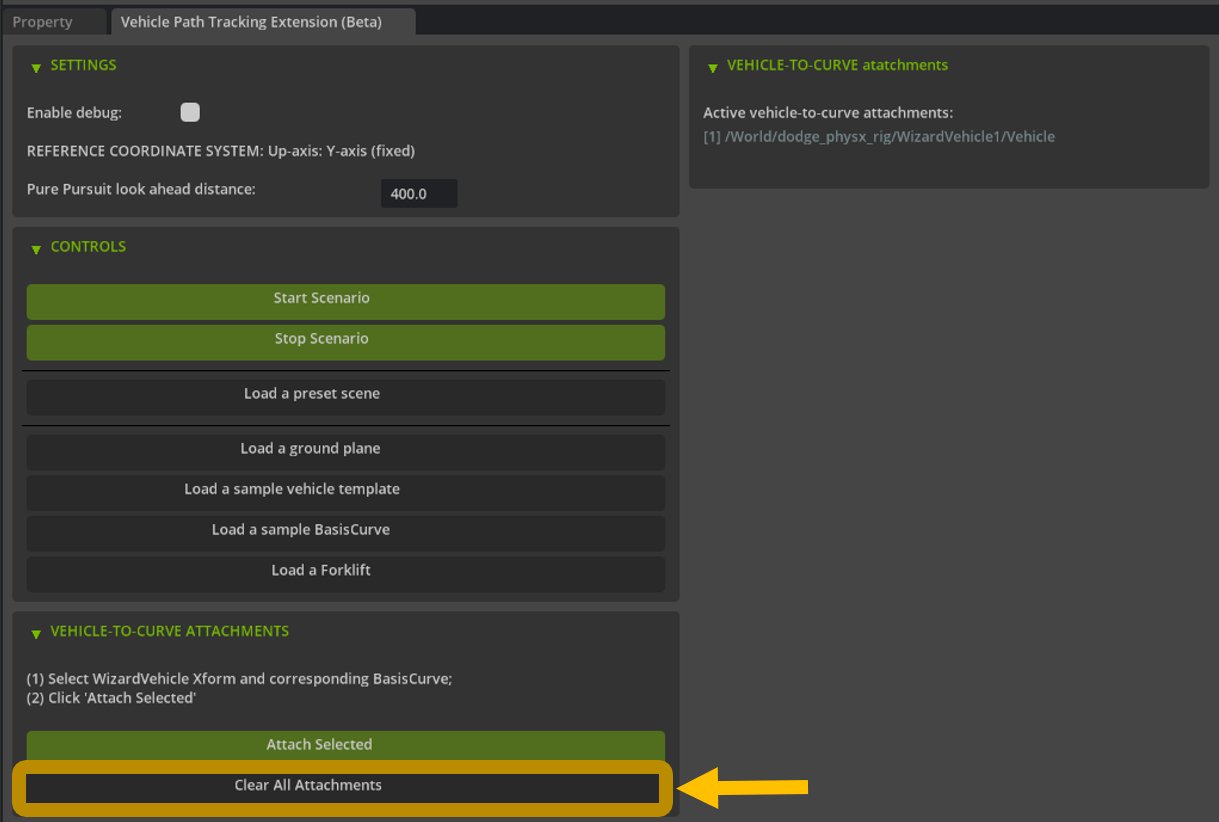 Property
Vehicle Path Tracking Extension (Beta)
SETTINGS
Enable debug:
REFERENCE COORDINATE SYSTEM: Up-axis: Y-axis (fixed)
Pure Pursuit look ahead distance:
400.0
CONTROLS
Start Scenario
Stop Scenario
Load a preset scene
Load a ground plane
Load a sample vehicle template
Load a sample BasisCurve
Load a Forklift
VEHICLE-TO-CURVE ATTACHMENTS
(1) Select WizardVehicle Xform and corresponding BasisCurve;
(2) Click 'Attach Selected'
Attach Selected
Clear All Attachments
VEHICLE-TO-CURVE atatchments
Active vehicle-to-curve attachments:
[1] /World/dodge_physx_rig/WizardVehicle1/Vehicle